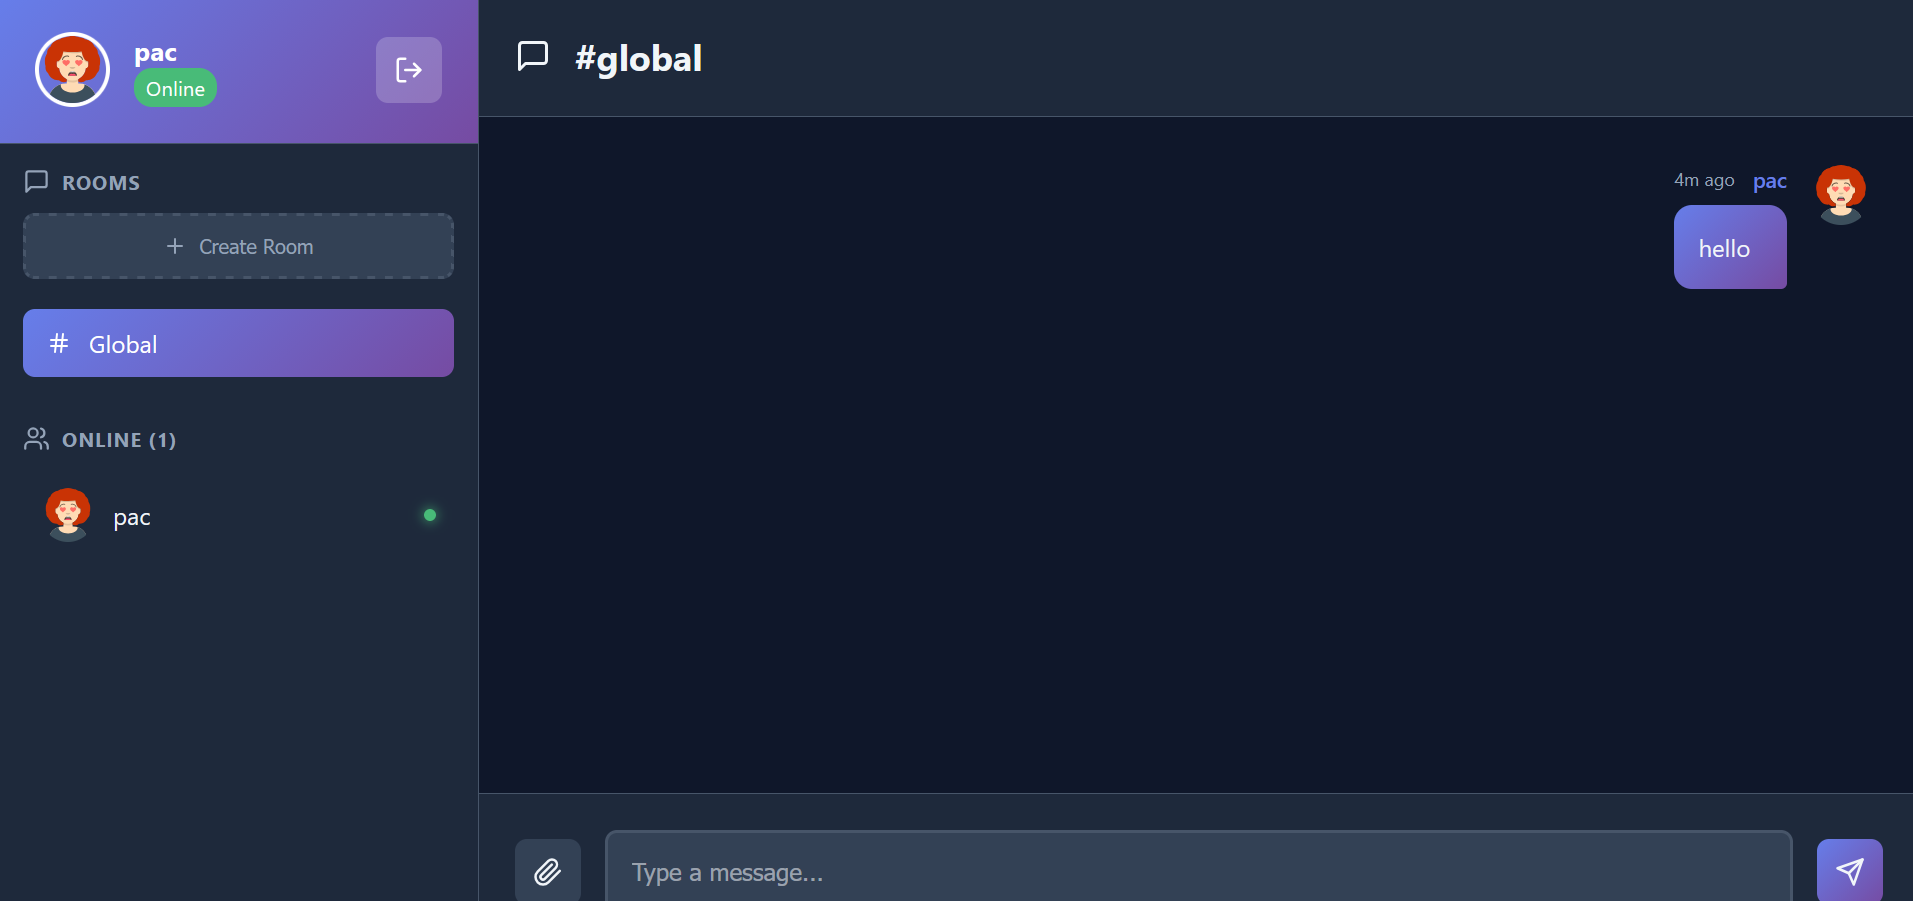 pac
Online
ROOMS
Create Room
# Global
ONLINE (1)
pac
#global
4m ago pac
hello
Type a message...